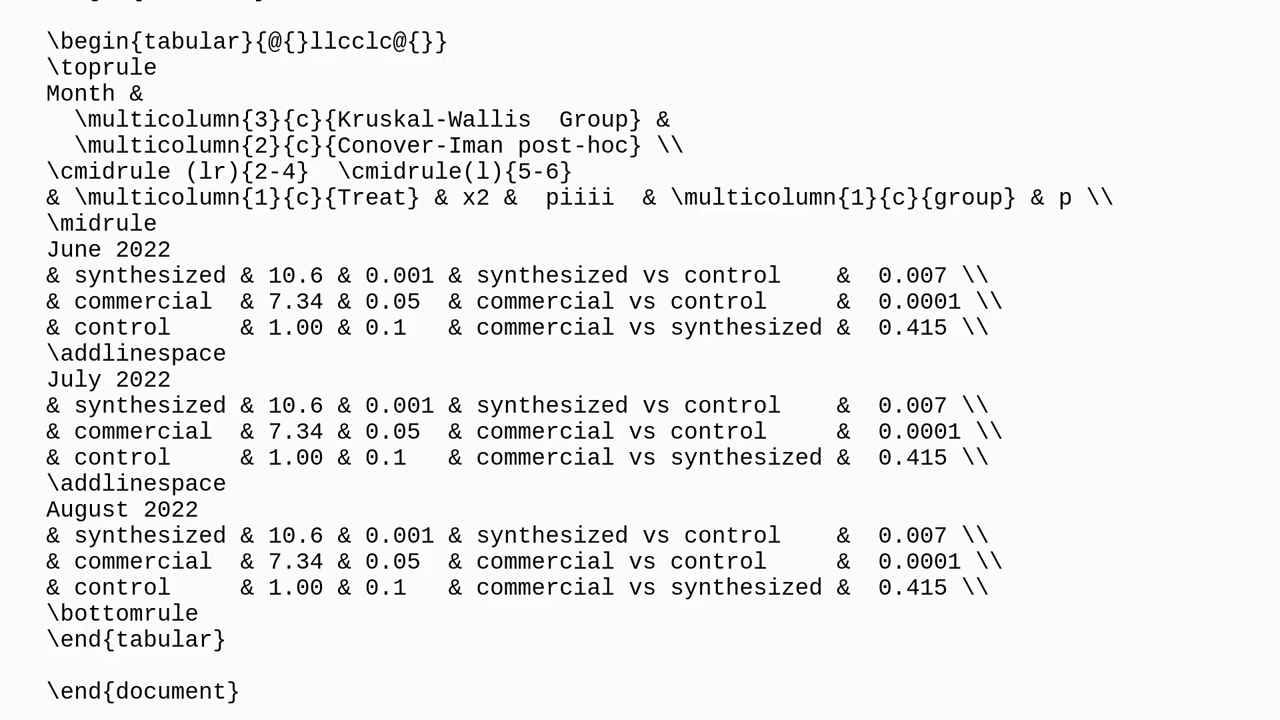 \begin{tabular}{@{}llcclc@{}}
\toprule
Month &
  \multicolumn{3}{c}{Kruskal-Wallis  Group} &
  \multicolumn{2}{c}{Conover-Iman post-hoc} \\
\cmidrule (lr){2-4}  \cmidrule(l){5-6}
& \multicolumn{1}{c}{Treat} & x2 &  piiii  & \multicolumn{1}{c}{group} & p \\
\midrule
June 2022
& synthesized & 10.6 & 0.001 & synthesized vs control    &  0.007 \\
& commercial  & 7.34 & 0.05  & commercial vs control     &  0.0001 \\
& control     & 1.00 & 0.1   & commercial vs synthesized &  0.415 \\
\addlinespace
July 2022
& synthesized & 10.6 & 0.001 & synthesized vs control    &  0.007 \\
& commercial  & 7.34 & 0.05  & commercial vs control     &  0.0001 \\
& control     & 1.00 & 0.1   & commercial vs synthesized &  0.415 \\
\addlinespace
August 2022
& synthesized & 10.6 & 0.001 & synthesized vs control    &  0.007 \\
& commercial  & 7.34 & 0.05  & commercial vs control     &  0.0001 \\
& control     & 1.00 & 0.1   & commercial vs synthesized &  0.415 \\
\bottomrule
\end{tabular}
\end{document}